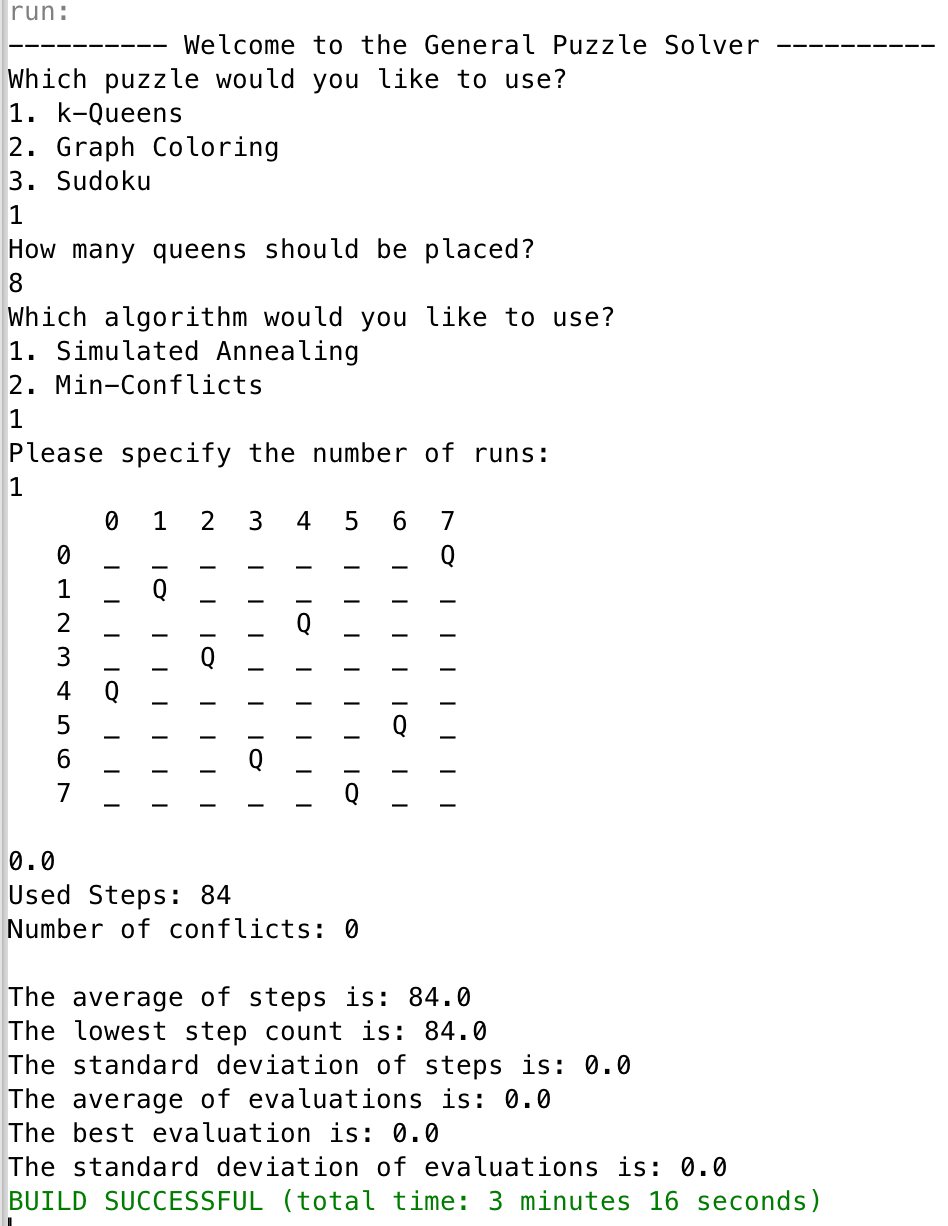 run:
---------- Welcome to the General Puzzle Solver ----------
Which puzzle would you like to use?
1. k-Queens
2. Graph Coloring
3. Sudoku
1
How many queens should be placed?
8
Which algorithm would you like to use?
1. Simulated Annealing
2. Min-Conflicts
1
Please specify the number of runs:
1
      0  1  2  3  4  5  6  7
   0  _  _  _  _  _  _  _  Q
   1  _  Q  _  _  _  _  _  _
   2  _  _  _  _  Q  _  _  _
   3  _  _  Q  _  _  _  _  _
   4  Q  _  _  _  _  _  _  _
   5  _  _  _  _  _  _  Q  _
   6  _  _  _  Q  _  _  _  _
   7  _  _  _  _  _  Q  _  _
0.0
Used Steps: 84
Number of conflicts: 0
The average of steps is: 84.0
The lowest step count is: 84.0
The standard deviation of steps is: 0.0
The average of evaluations is: 0.0
The best evaluation is: 0.0
The standard deviation of evaluations is: 0.0
BUILD SUCCESSFUL (total time: 3 minutes 16 seconds)